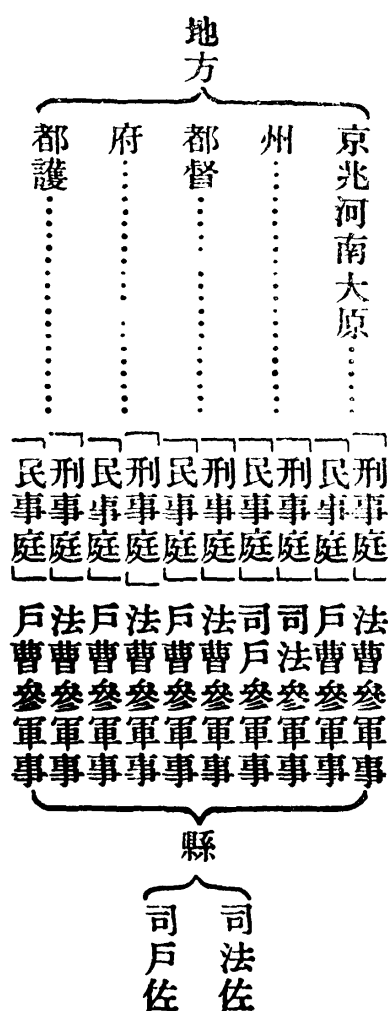 地方
京兆河南大原……
州……
都督……
府……
都護……
刑事庭
民事庭
刑事庭
民事庭
刑事庭
民事庭
刑事庭
民事庭
刑事庭
民事庭
法曹參軍事
戶曹參軍事
司法參軍事
司戶參軍事
法曹參軍事
戶曹參軍事
法曹參軍事
戶曹參軍事
法曹參軍事
戶曹參軍事
縣
司法佐
司戶佐